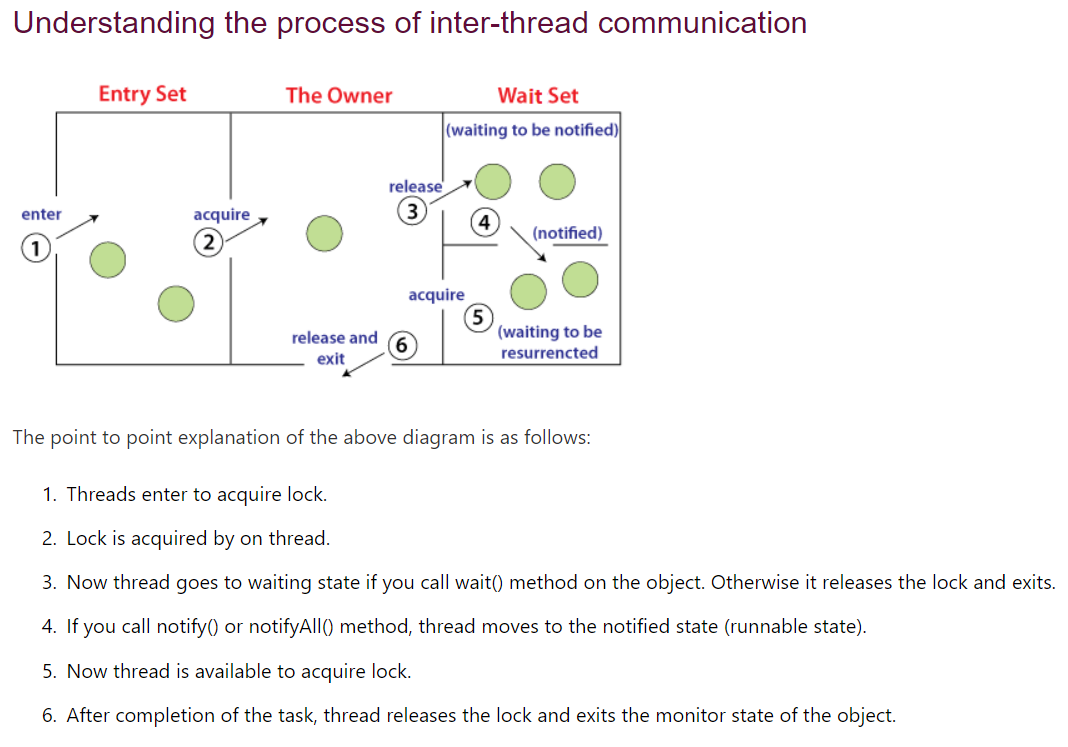 Understanding the process of inter-thread communication
Entry Set
The Owner
Wait Set
(waiting to be notified)
release
3
enter
1
acquire
2
4
(notified)
acquire
5
(waiting to be
resurrencted
release and
exit
6
The point to point explanation of the above diagram is as follows:
1. Threads enter to acquire lock.
2. Lock is acquired by on thread.
3. Now thread goes to waiting state if you call wait() method on the object. Otherwise it releases the lock and exits.
4. If you call notify() or notifyAll() method, thread moves to the notified state (runnable state).
5. Now thread is available to acquire lock.
6. After completion of the task, thread releases the lock and exits the monitor state of the object.